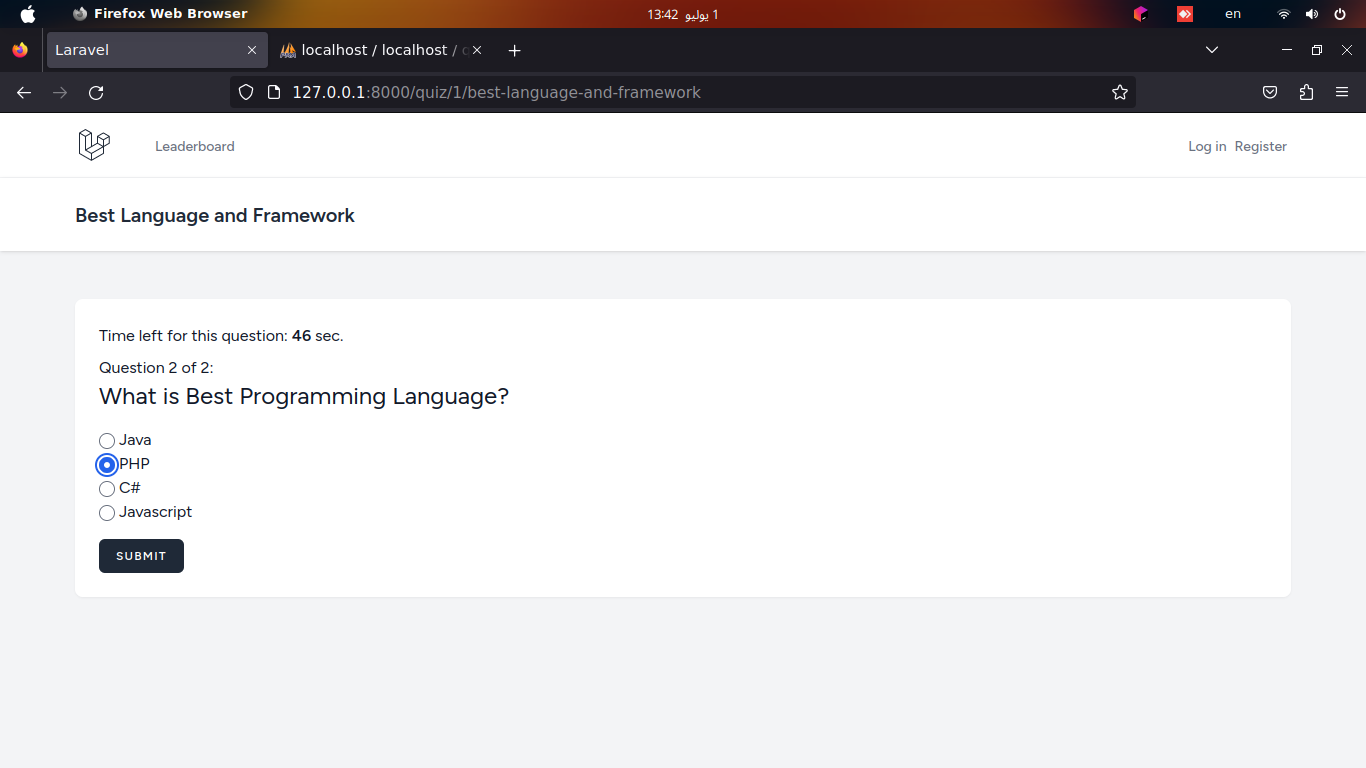 Firefox Web Browser
1 يوليو 13:42
en
Laravel
localhost / localhost /
127.0.0.1:8000/quiz/1/best-language-and-framework
Leaderboard
Log in Register
Best Language and Framework
Time left for this question: 46 sec.
Question 2 of 2:
What is Best Programming Language?
Java
PHP
C#
Javascript
SUBMIT